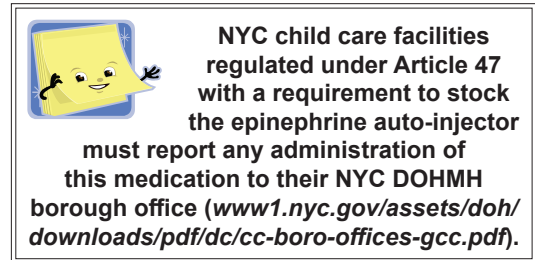 NYC child care facilities
regulated under Article 47
with a requirement to stock
the epinephrine auto-injector
must report any administration of
this medication to their NYC DOHMH
borough office (www1.nyc.gov/assets/doh/
downloads/pdf/dc/cc-boro-offices-gcc.pdf).